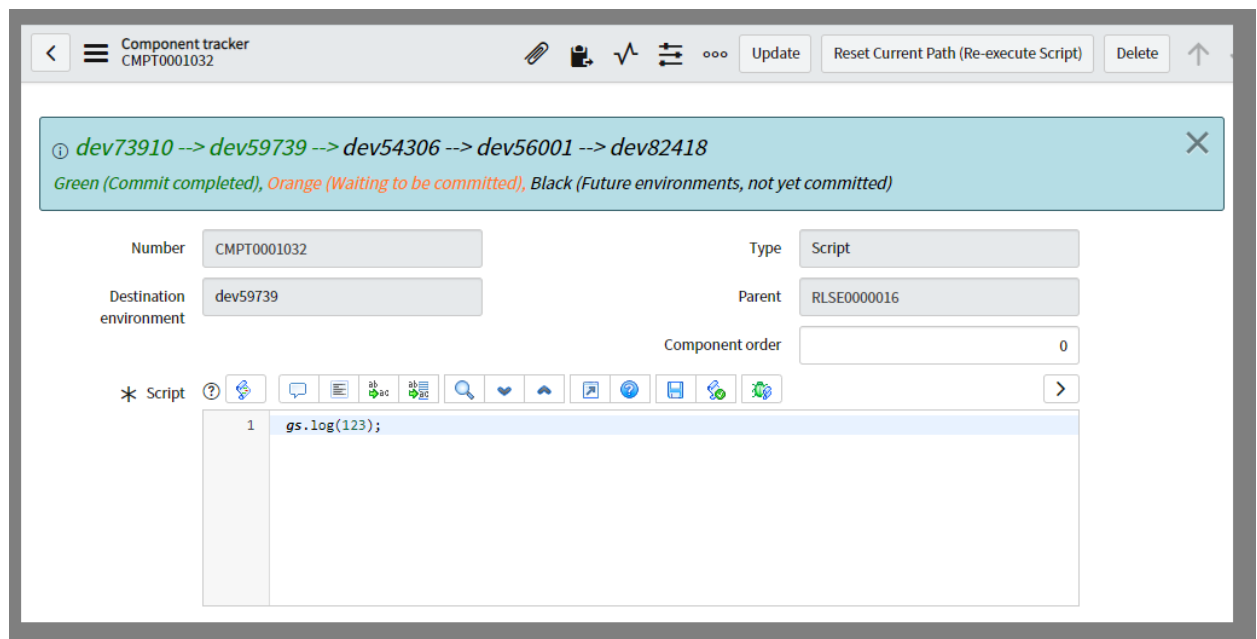 Component tracker
CMPT0001032
Update
Reset Current Path (Re-execute Script)
Delete
dev73910 --> dev59739 --> dev54306 --> dev56001 --> dev82418
Green (Commit completed), Orange (Waiting to be committed), Black (Future environments, not yet committed)
Number CMPT0001032
Type Script
Destination environment dev59739
Parent RLSE0000016
Component order 0
Script
1 gs.log(123);